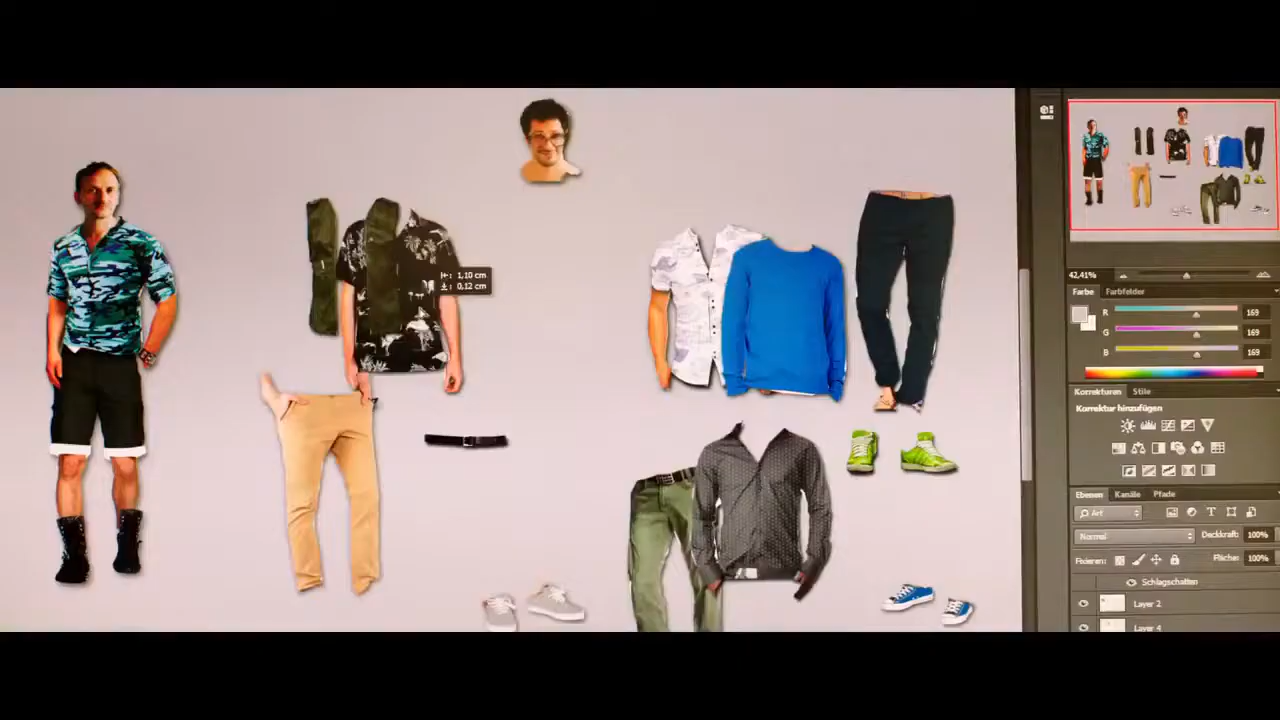 1,10 cm
0,12 cm
42,41%
Farbe Farbfelder
R 169
G 169
B 169
Korrekturen Stile
Korrektur hinzufügen
Ebenen Kanäle Pfade
Art
Normal Deckkraft: 100%
Fixieren: Fläche: 100%
Schlagschatten
Layer 2
Layer 4